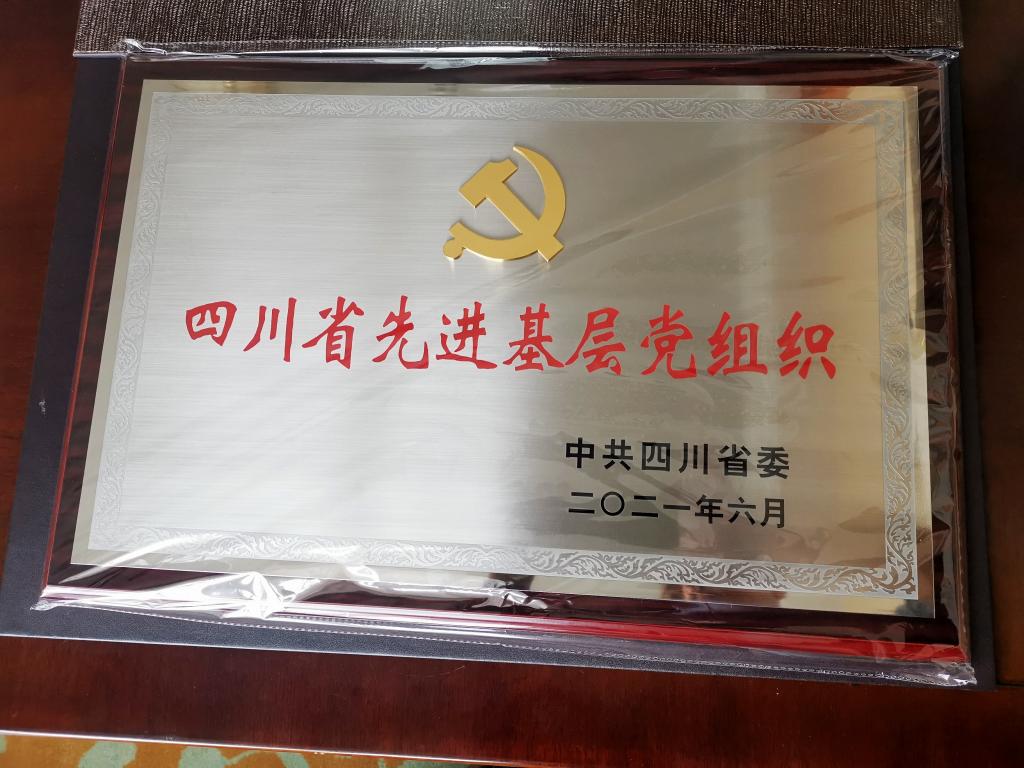 四川省先进基层党组织
中共四川省委
二〇二一年六月